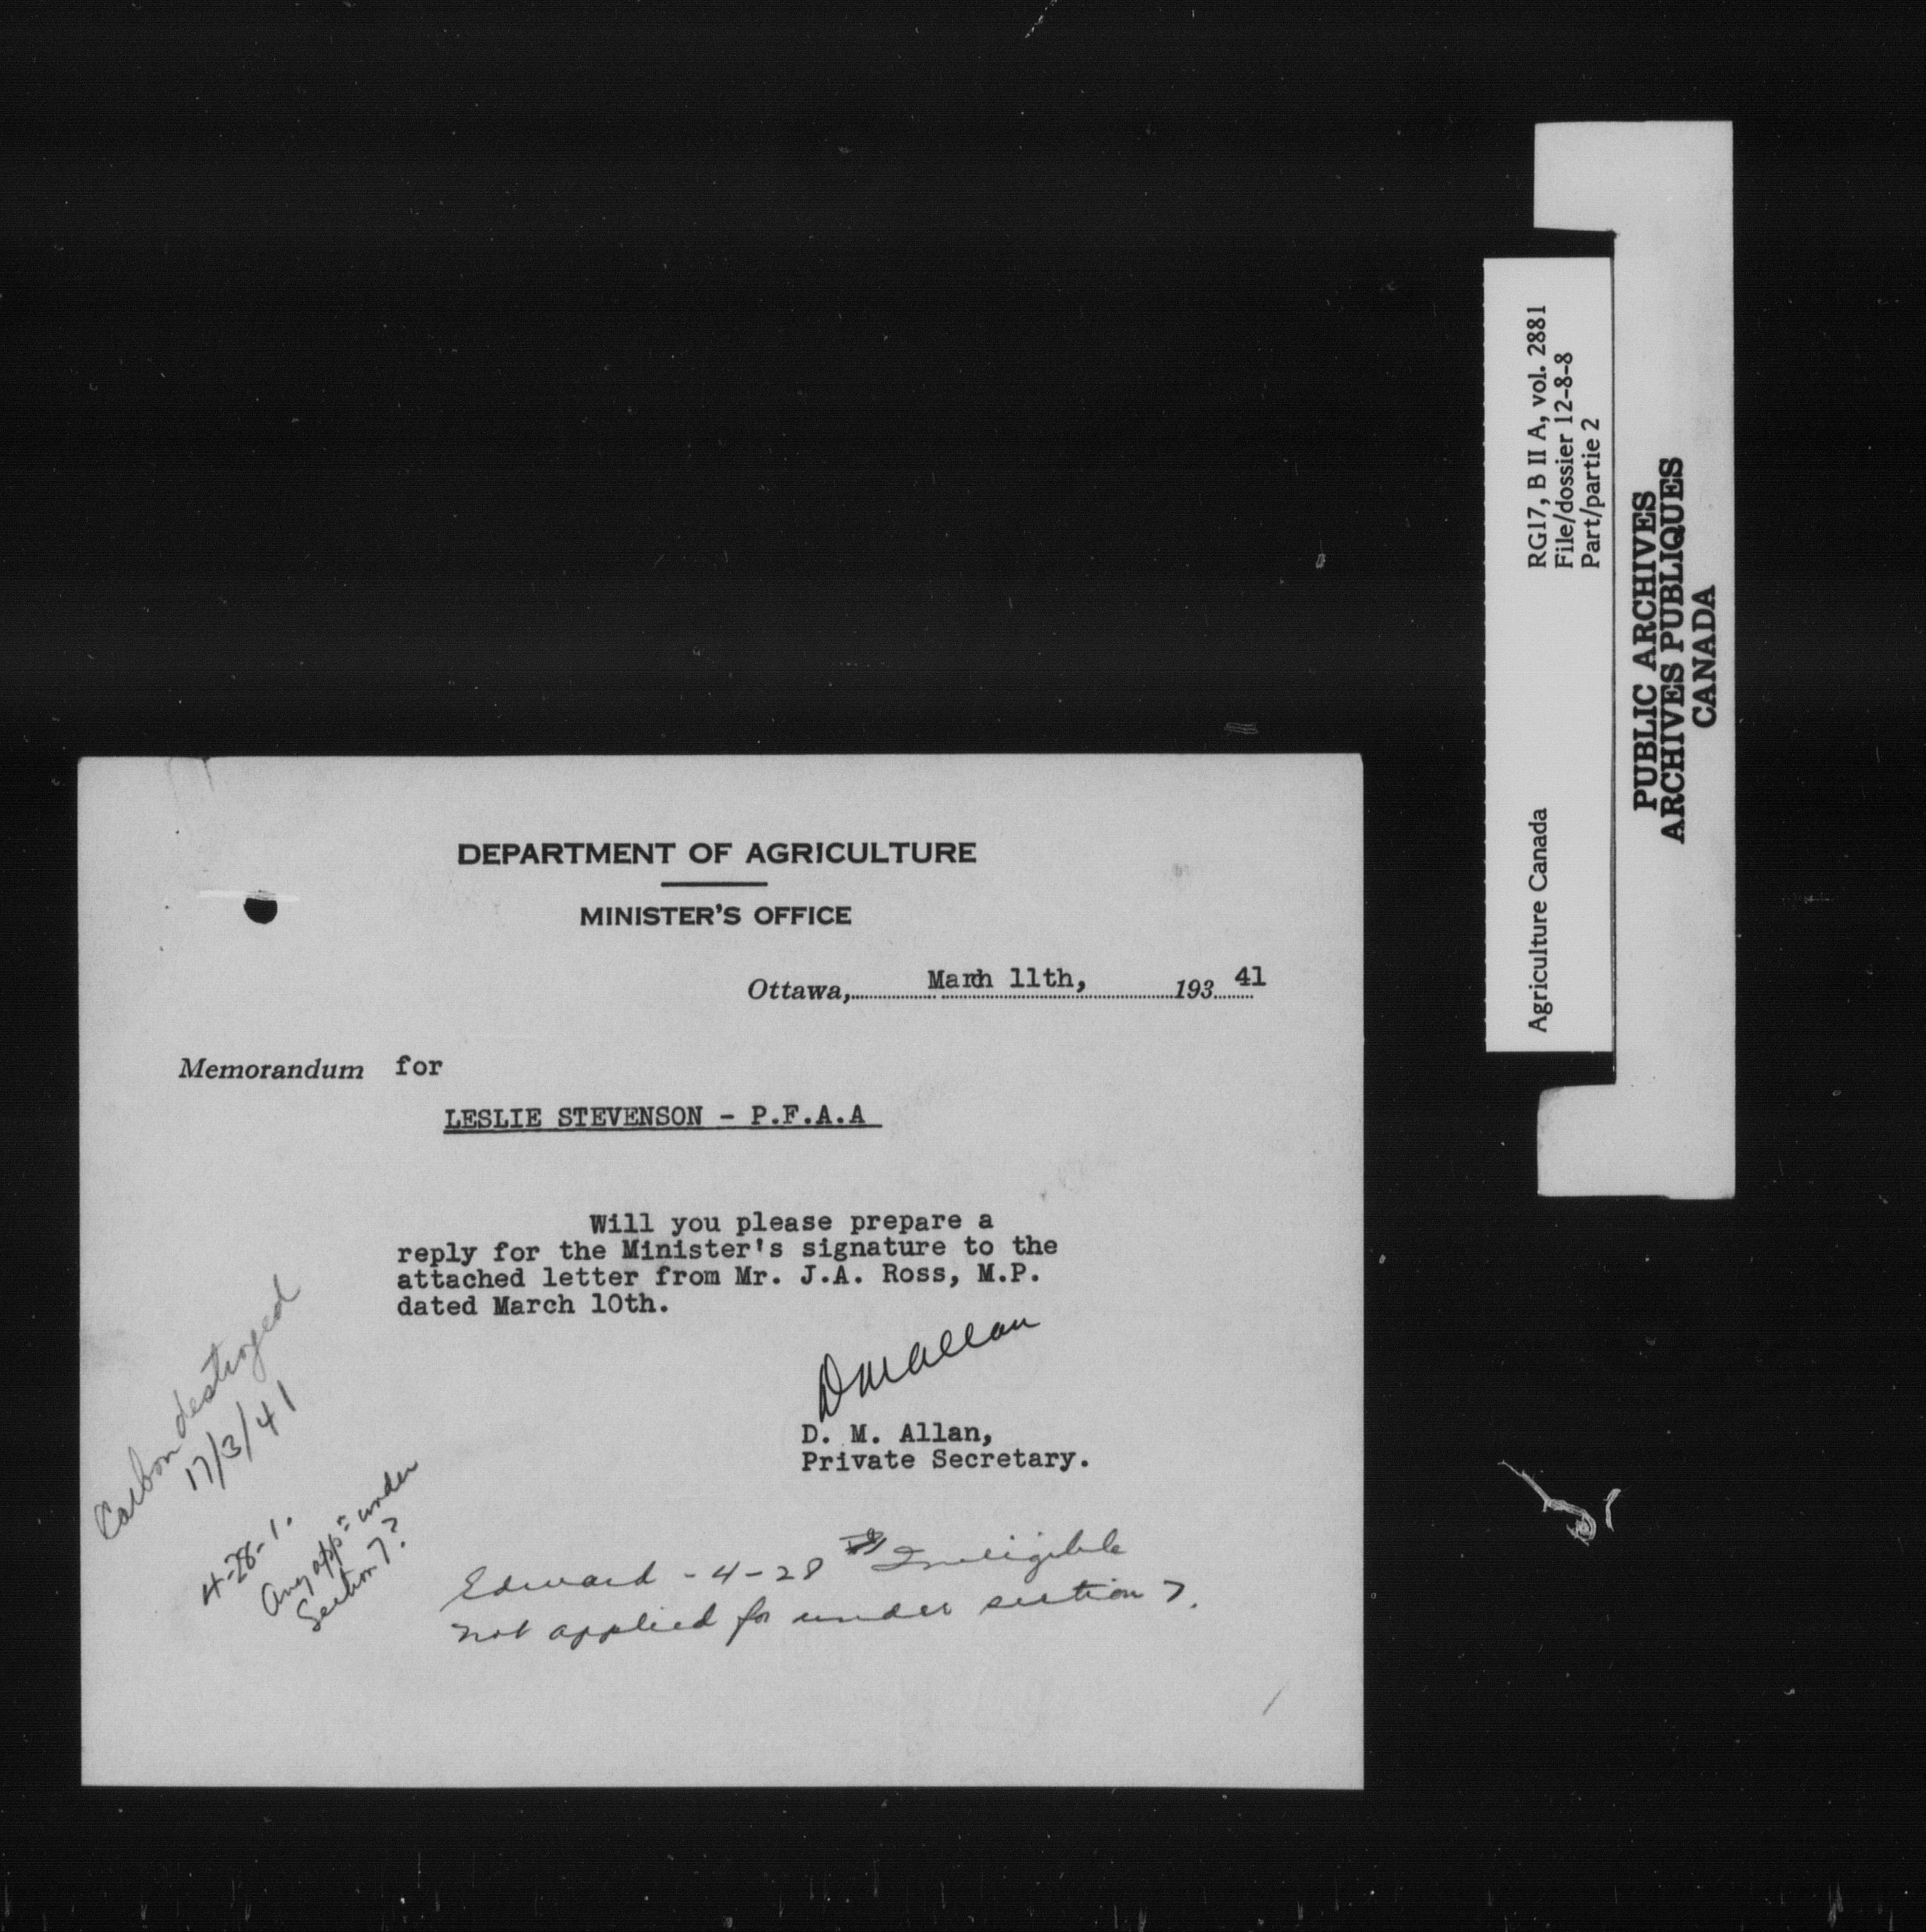 DEPARTMENT OF AGRICULTURE
MINISTER'S OFFICE
Ottawa, March 11th, 193 41
Memorandum for
LESLIE STEVENSON - P.F.A.A
Will you please prepare a
reply for the Minister's signature to the
attached letter from Mr. J.A. Ross, M.P.
dated March 10th.
DMAllan
D. M. Allan,
Private Secretary.
Carbon destroyed
17/3/41
4-28-1.
Any appn under
Section 7?
Edward - 4-28 Ineligible
not applied for under section 7.
Agriculture Canada
RG17, B II A, vol. 2881
File/dossier 12-8-8
Part/partie 2
PUBLIC ARCHIVES
ARCHIVES PUBLIQUES
CANADA